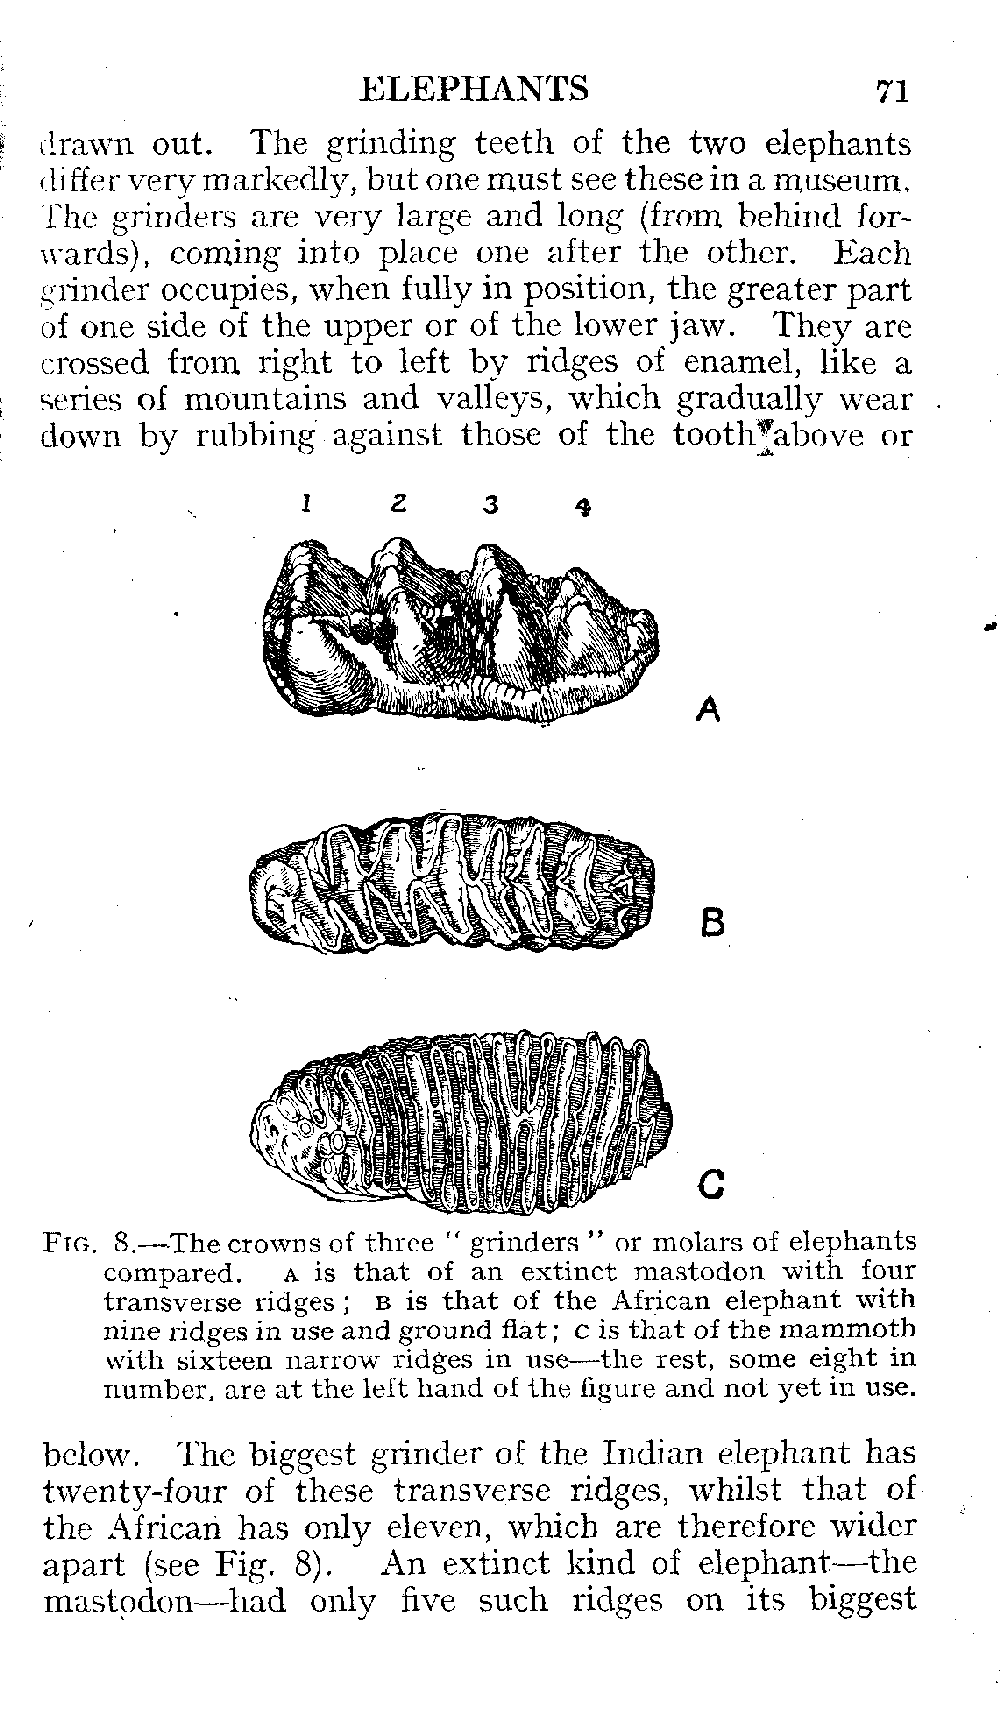 ELEPHANTS 71
drawn out. The grinding teeth of the two elephants
differ very markedly, but one must see these in a museum.
The grinders are very large and long (from behind for-
wards), coming into place one after the other. Each
grinder occupies, when fully in position, the greater part
of one side of the upper or of the lower jaw. They are
crossed from right to left by ridges of enamel, like a
series of mountains and valleys, which gradually wear
down by rubbing against those of the tooth above or
1 2 3 4
A
B
C
FIG. 8.—The crowns of three " grinders " or molars of elephants
compared. A is that of an extinct mastodon with four
transverse ridges; B is that of the African elephant with
nine ridges in use and ground flat; C is that of the mammoth
with sixteen narrow ridges in use—the rest, some eight in
number, are at the left hand of the figure and not yet in use.
below. The biggest grinder of the Indian elephant has
twenty-four of these transverse ridges, whilst that of
the African has only eleven, which are therefore wider
apart (see Fig. 8). An extinct kind of elephant—the
mastodon—had only five such ridges on its biggest